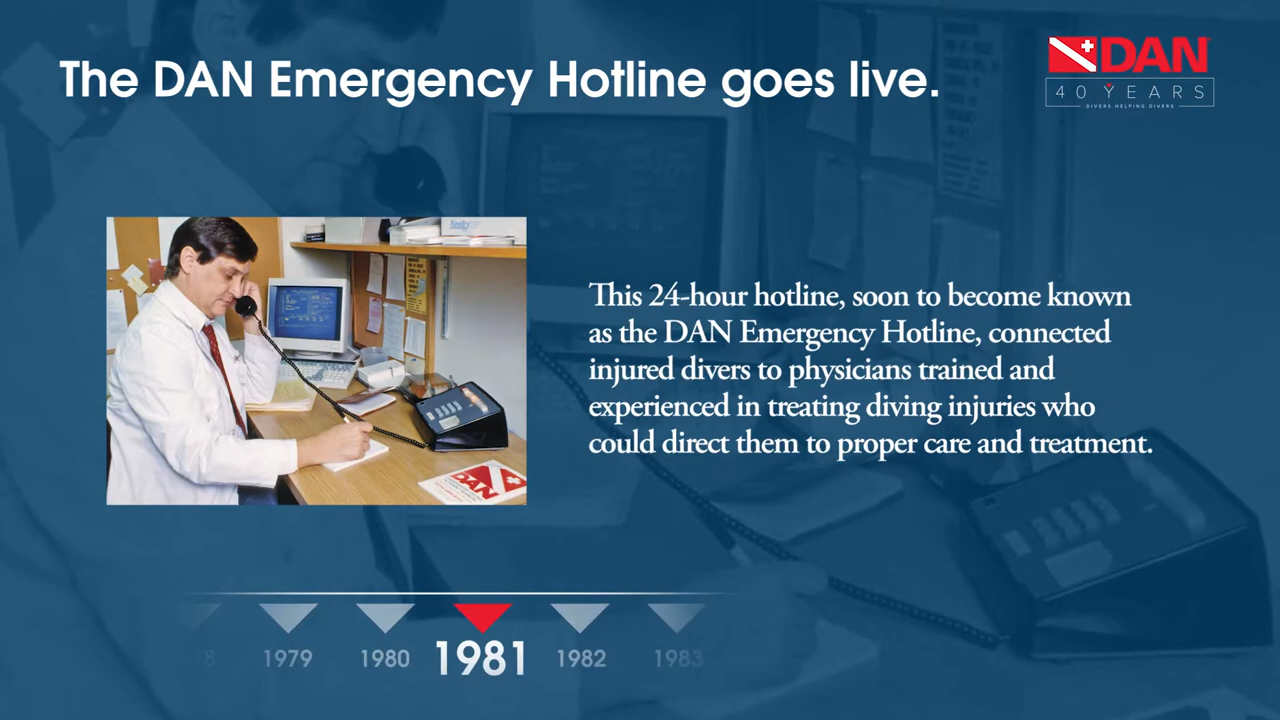 The DAN Emergency Hotline goes live.
DAN
40 YEARS
DIVERS HELPING DIVERS
This 24-hour hotline, soon to become known
as the DAN Emergency Hotline, connected
injured divers to physicians trained and
experienced in treating diving injuries who
could direct them to proper care and treatment.
DAN
1979 1980 1981 1982 1983